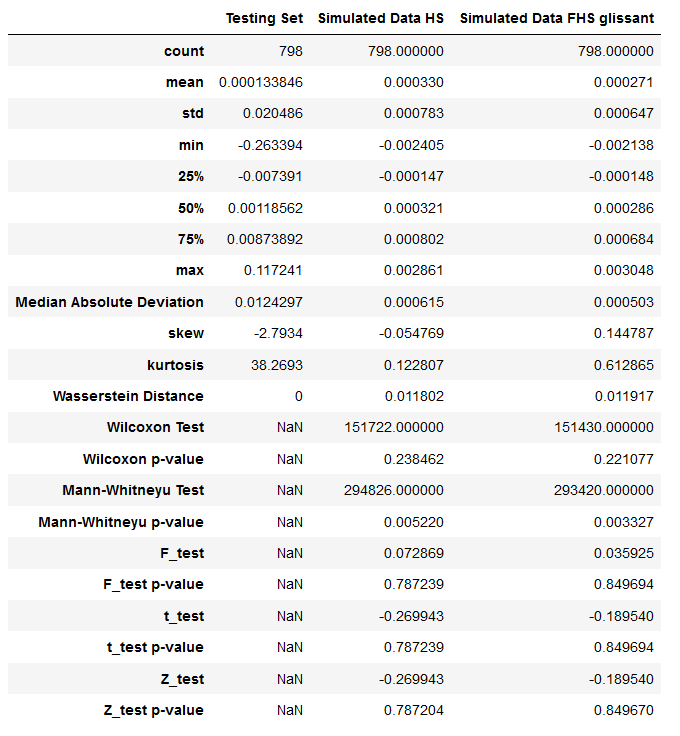 Testing Set Simulated Data HS Simulated Data FHS glissant
count 798 798.000000 798.000000
mean 0.000133846 0.000330 0.000271
std 0.020486 0.000783 0.000647
min -0.263394 -0.002405 -0.002138
25% -0.007391 -0.000147 -0.000148
50% 0.00118562 0.000321 0.000286
75% 0.00873892 0.000802 0.000684
max 0.117241 0.002861 0.003048
Median Absolute Deviation 0.0124297 0.000615 0.000503
skew -2.7934 -0.054769 0.144787
kurtosis 38.2693 0.122807 0.612865
Wasserstein Distance 0 0.011802 0.011917
Wilcoxon Test NaN 151722.000000 151430.000000
Wilcoxon p-value NaN 0.238462 0.221077
Mann-Whitneyu Test NaN 294826.000000 293420.000000
Mann-Whitneyu p-value NaN 0.005220 0.003327
F_test NaN 0.072869 0.035925
F_test p-value NaN 0.787239 0.849694
t_test NaN -0.269943 -0.189540
t_test p-value NaN 0.787239 0.849694
Z_test NaN -0.269943 -0.189540
Z_test p-value NaN 0.787204 0.849670